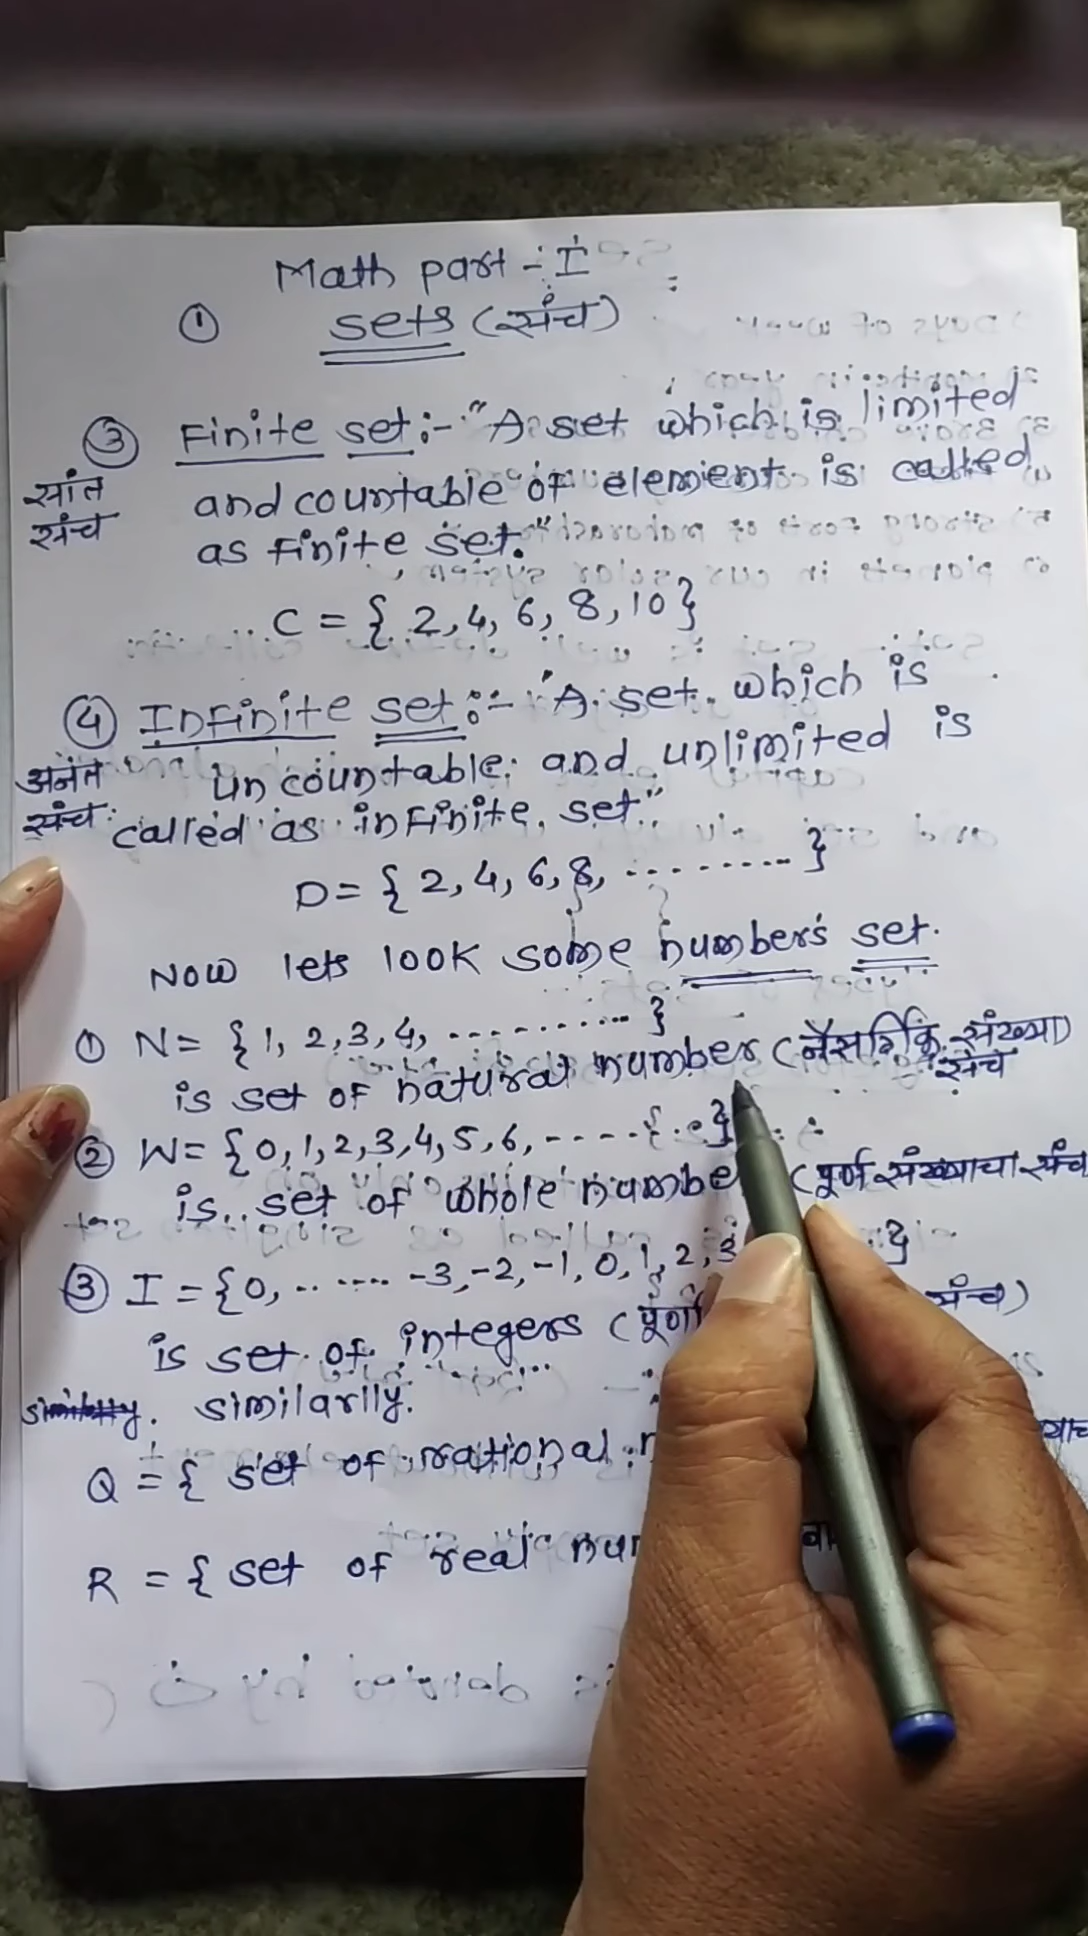 Math part - I
① sets (संच)
③ Finite set :- "A set which is limited
सांत संच and countable of element is called
as finite set."
C = { 2, 4, 6, 8, 10 }
④ Infinite set :- "A set which is
अनंत uncountable and unlimited is
संच called as infinite set."
D = { 2, 4, 6, 8, ......... }
Now lets look some numbers set.
① N = { 1, 2, 3, 4, .......... }
is set of natural number (नैसर्गिक संख्या संच
② W = { 0, 1, 2, 3, 4, 5, 6, ----- }
is set of whole number (पूर्ण संख्याचा संच
③ I = { 0, ...... -3, -2, -1, 0, 1, 2, 3 }
is set of integers ( संच)
similarlly.
Q = { set of rational
R = { set of real